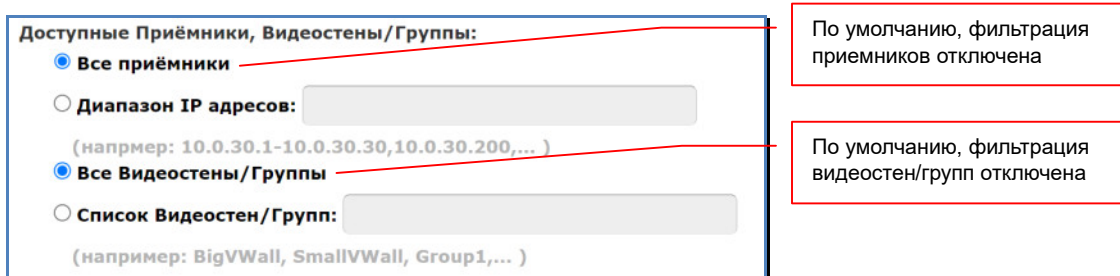 Доступные Приёмники, Видеостены/Группы:
Все приёмники
Диапазон IP адресов:
(напрмер: 10.0.30.1-10.0.30.30,10.0.30.200,... )
Все Видеостены/Группы
Список Видеостен/Групп:
(например: BigVWall, SmallVWall, Group1,... )
По умолчанию, фильтрация
приемников отключена
По умолчанию, фильтрация
видеостен/групп отключена